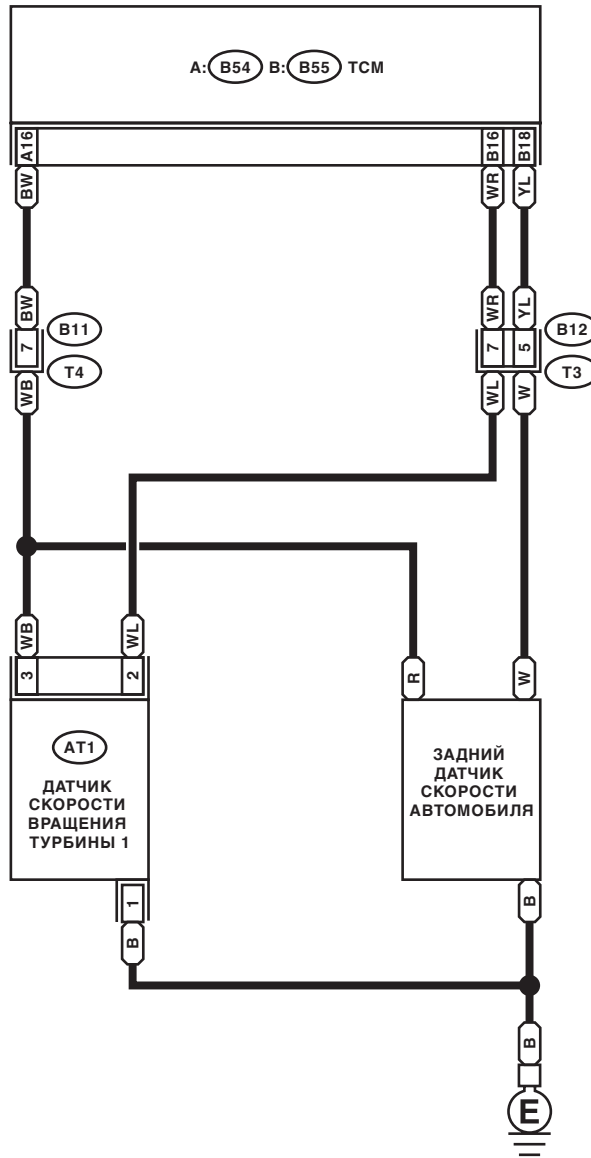 A: B54 B: B55 TCM
A16 B16 B18
BW WR YL
BW WR YL
7 B11 7 5 B12
T4 T3
WB WL W
WB WL R W
3 2
AT1
ДАТЧИК
СКОРОСТИ
ВРАЩЕНИЯ
ТУРБИНЫ 1
ЗАДНИЙ
ДАТЧИК
СКОРОСТИ
АВТОМОБИЛЯ
1
B B
B
E